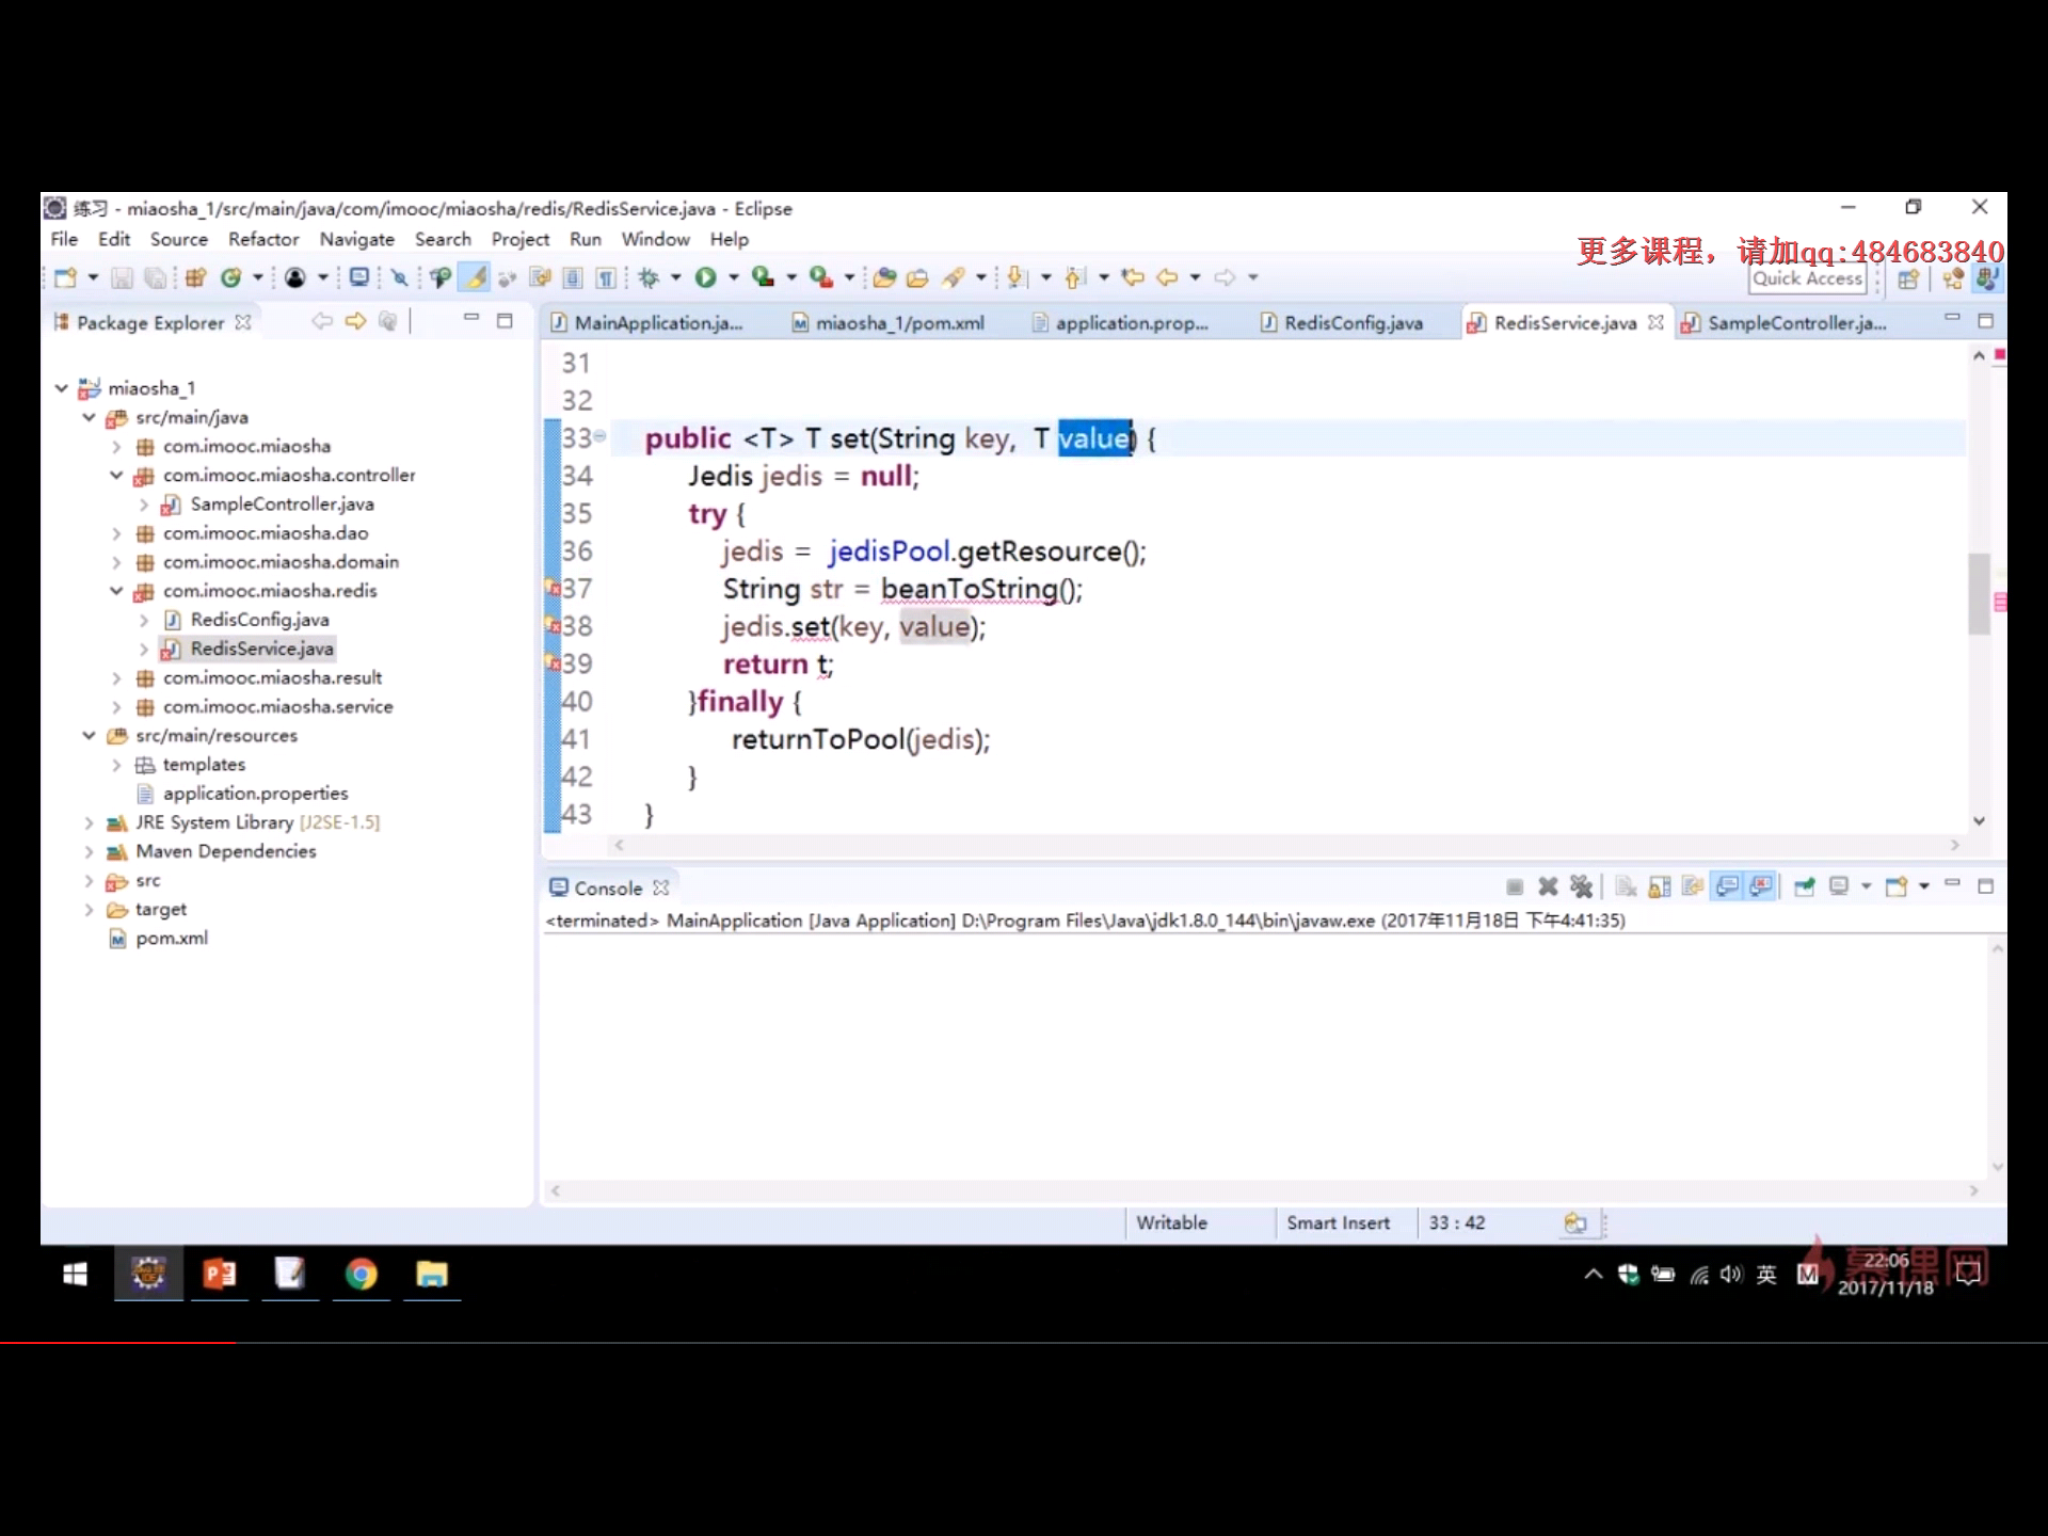 练习 - miaosha_1/src/main/java/com/imooc/miaosha/redis/RedisService.java - Eclipse
File Edit Source Refactor Navigate Search Project Run Window Help
更多课程，请加qq:484683840
Quick Access
Package Explorer
MainApplication.ja... miaosha_1/pom.xml application.prop... RedisConfig.java RedisService.java SampleController.ja...
miaosha_1
src/main/java
com.imooc.miaosha
com.imooc.miaosha.controller
SampleController.java
com.imooc.miaosha.dao
com.imooc.miaosha.domain
com.imooc.miaosha.redis
RedisConfig.java
RedisService.java
com.imooc.miaosha.result
com.imooc.miaosha.service
src/main/resources
templates
application.properties
JRE System Library [J2SE-1.5]
Maven Dependencies
src
target
pom.xml
31
32
33 public <T> T set(String key, T value) {
34 Jedis jedis = null;
35 try {
36 jedis = jedisPool.getResource();
37 String str = beanToString();
38 jedis.set(key, value);
39 return t;
40 }finally {
41 returnToPool(jedis);
42 }
43 }
Console
<terminated> MainApplication [Java Application] D:\Program Files\Java\jdk1.8.0_144\bin\javaw.exe (2017年11月18日 下午4:41:35)
Writable Smart Insert 33 : 42
英 M 慕课网
22:06
2017/11/18